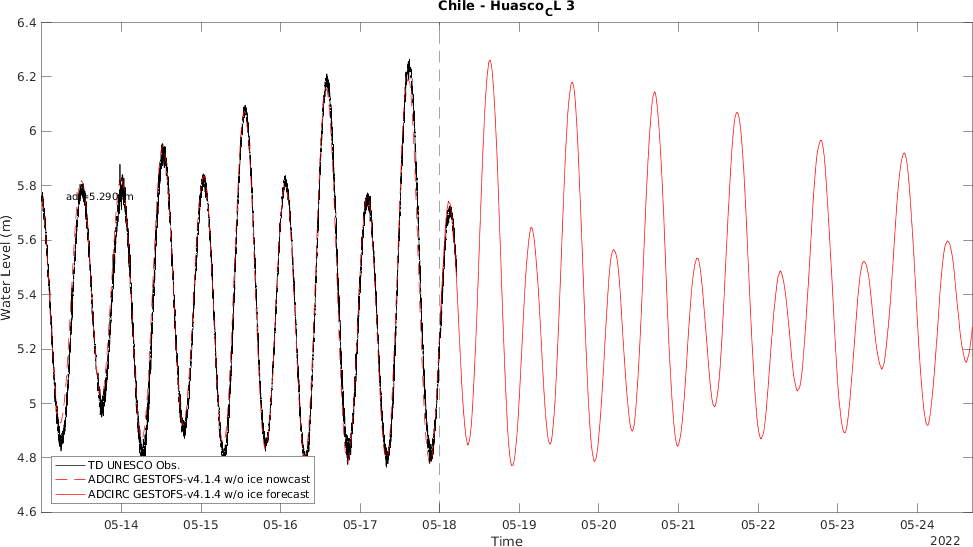 Chile - Huasco_CL 3
6.4
6.2
6
5.8
5.6
5.4
5.2
5
4.8
4.6
Water Level (m)
5.290 m
TD UNESCO Obs.
ADCIRC GESTOFS-v4.1.4 w/o ice nowcast
ADCIRC GESTOFS-v4.1.4 w/o ice forecast
05-14 05-15 05-16 05-17 05-18 05-19 05-20 05-21 05-22 05-23 05-24
Time
2022